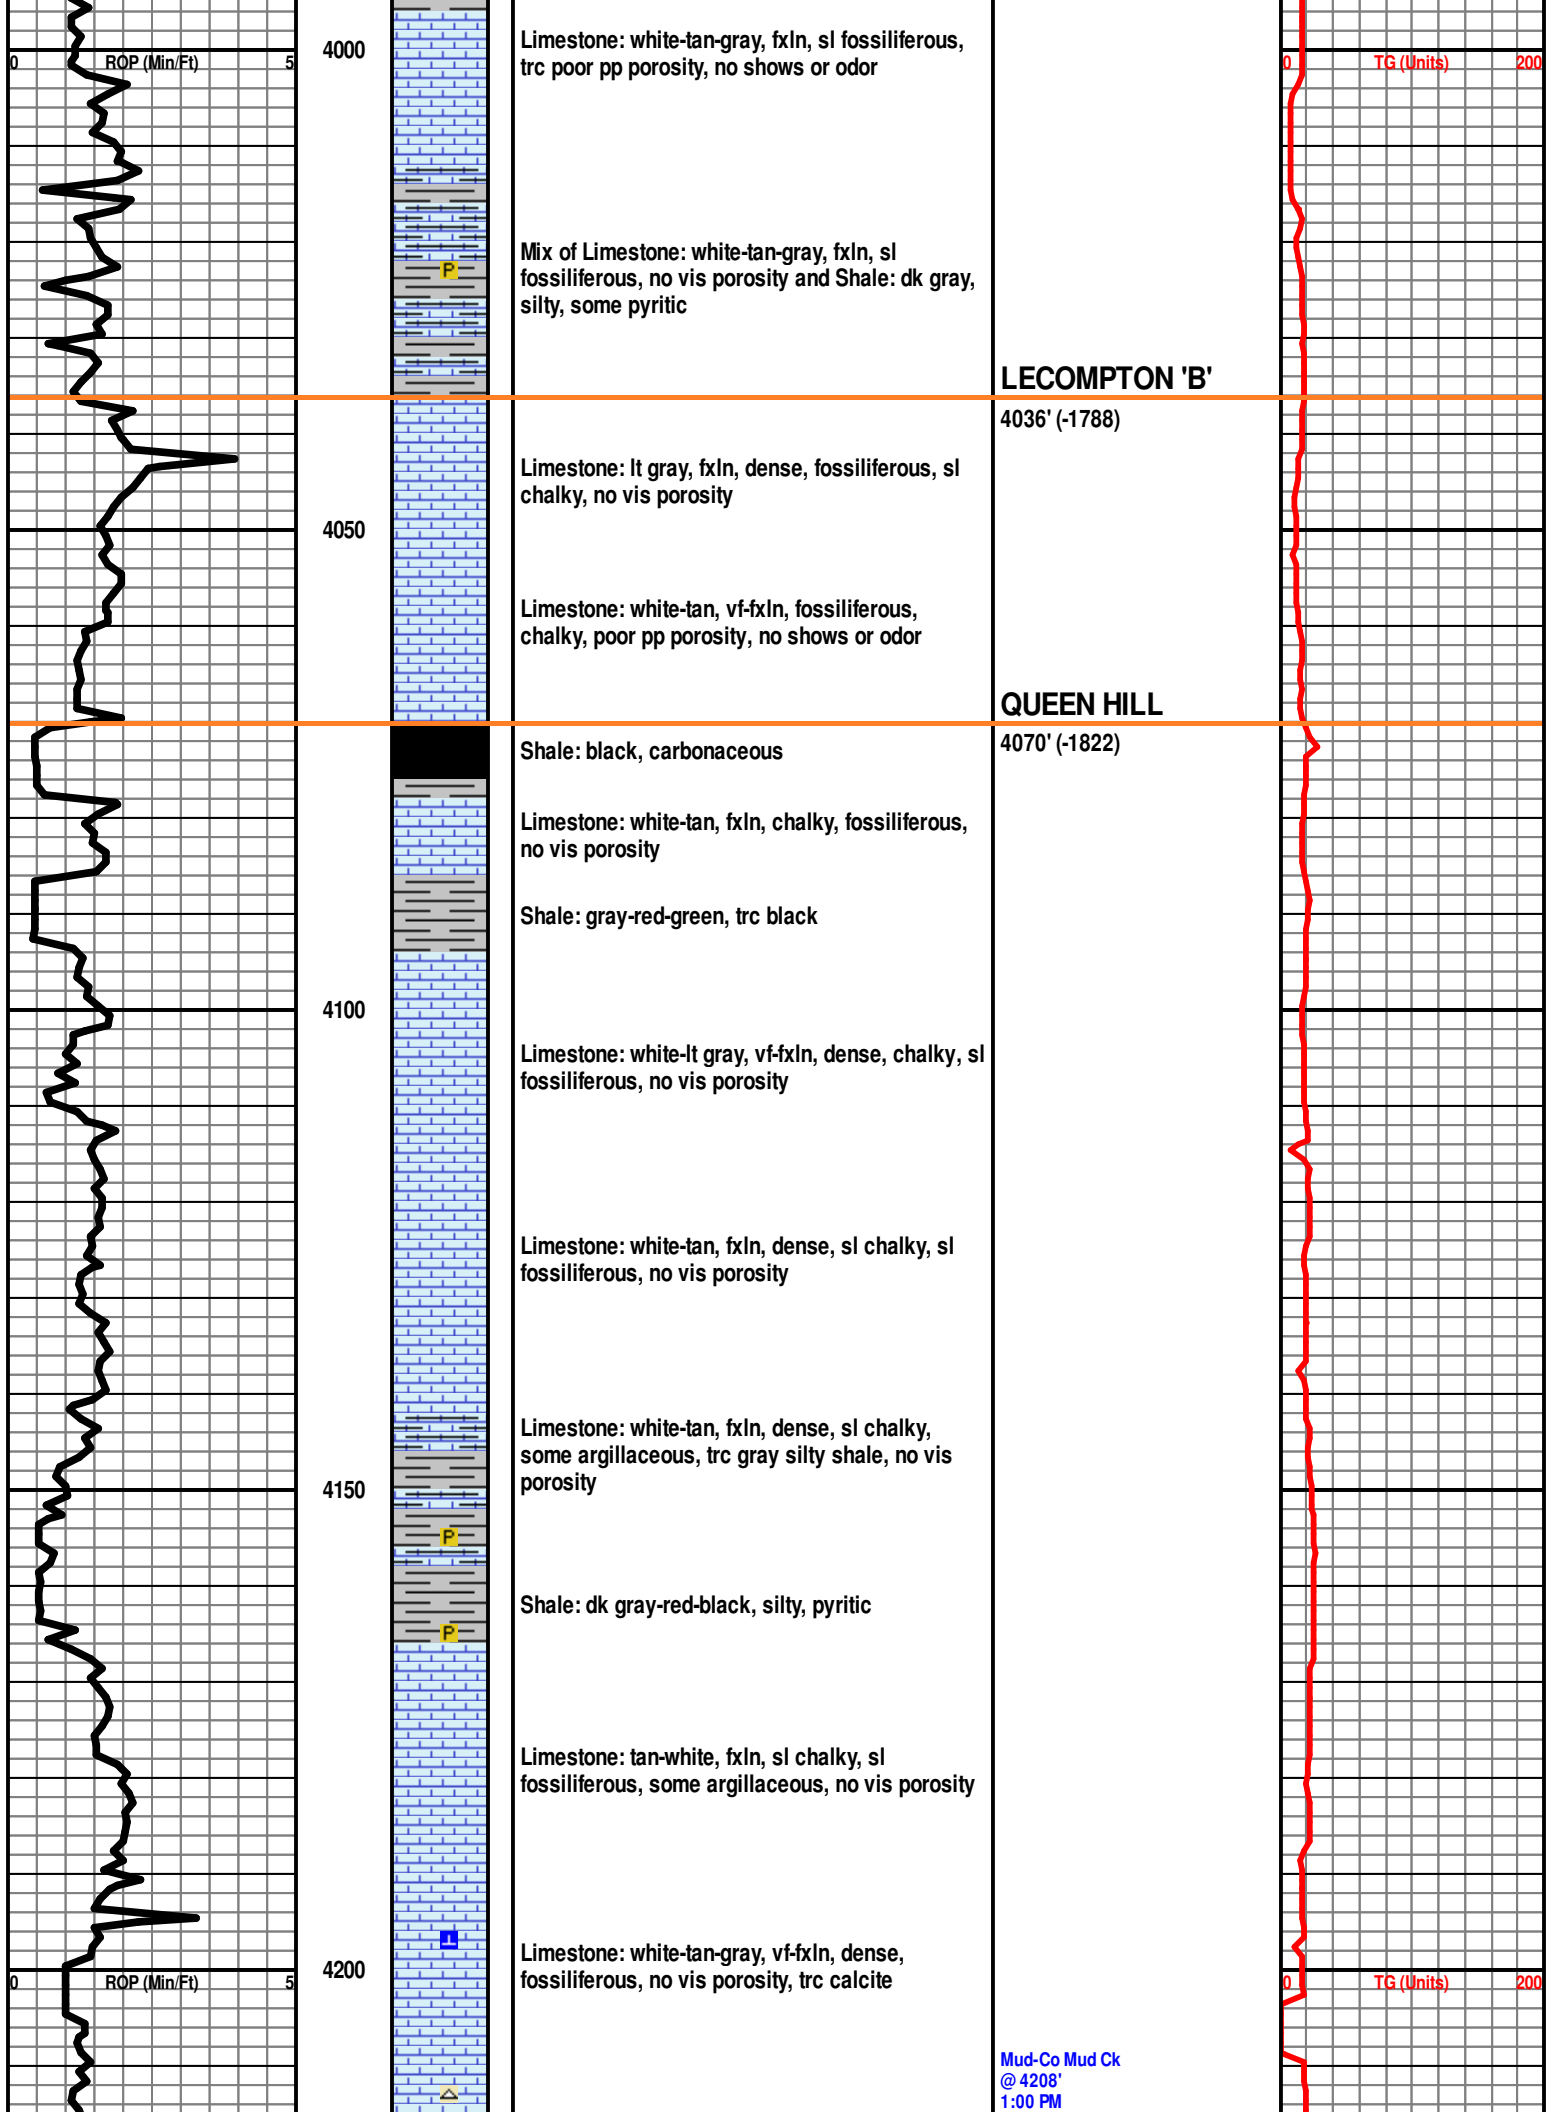 4000
0 ROP (Min/Ft) 5
Limestone: white-tan-gray, fxln, sl fossiliferous,
trc poor pp porosity, no shows or odor
0 TG (Units) 200
Mix of Limestone: white-tan-gray, fxln, sl
fossiliferous, no vis porosity and Shale: dk gray,
silty, some pyritic
P
LECOMPTON 'B'
4036' (-1788)
Limestone: lt gray, fxln, dense, fossiliferous, sl
chalky, no vis porosity
4050
Limestone: white-tan, vf-fxln, fossiliferous,
chalky, poor pp porosity, no shows or odor
QUEEN HILL
4070' (-1822)
Shale: black, carbonaceous
Limestone: white-tan, fxln, chalky, fossiliferous,
no vis porosity
Shale: gray-red-green, trc black
4100
Limestone: white-lt gray, vf-fxln, dense, chalky, sl
fossiliferous, no vis porosity
Limestone: white-tan, fxln, dense, sl chalky, sl
fossiliferous, no vis porosity
Limestone: white-tan, fxln, dense, sl chalky,
some argillaceous, trc gray silty shale, no vis
porosity
4150
P
Shale: dk gray-red-black, silty, pyritic
P
Limestone: tan-white, fxln, sl chalky, sl
fossiliferous, some argillaceous, no vis porosity
Limestone: white-tan-gray, vf-fxln, dense,
fossiliferous, no vis porosity, trc calcite
4200
0 ROP (Min/Ft) 5
0 TG (Units) 200
Mud-Co Mud Ck
@ 4208'
1:00 PM